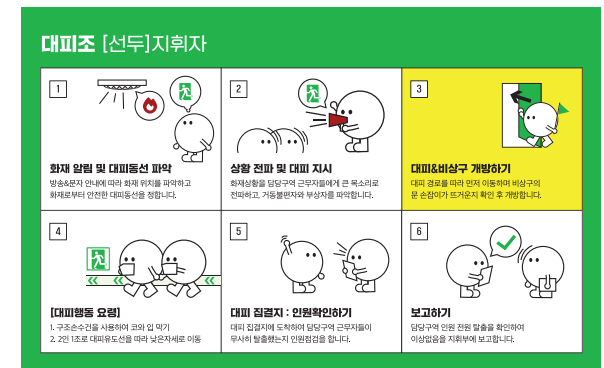 대피조 [선두]지휘자
1
화재 알림 및 대피동선 파악
방송&문자 안내에 따라 화재 위치를 파악하고
화재로부터 안전한 대피동선을 정합니다.
2
상황 전파 및 대피 지시
화재상황을 담당구역 근무자들에게 큰 목소리로
전파하고, 거동불편자와 부상자를 파악합니다.
3
대피&비상구 개방하기
대피 경로를 따라 먼저 이동하며 비상구의
문 손잡이가 뜨거운지 확인 후 개방합니다.
4
[대피행동 요령]
1. 구조손수건을 사용하여 코와 입 막기
2. 2인 1조로 대피유도선을 따라 낮은자세로 이동
5
대피 집결지 : 인원확인하기
대피 집결지에 도착하여 담당구역 근무자들이
무사히 탈출했는지 인원점검을 합니다.
6
보고하기
담당구역 인원 전원 탈출을 확인하여
이상없음을 지휘부에 보고합니다.